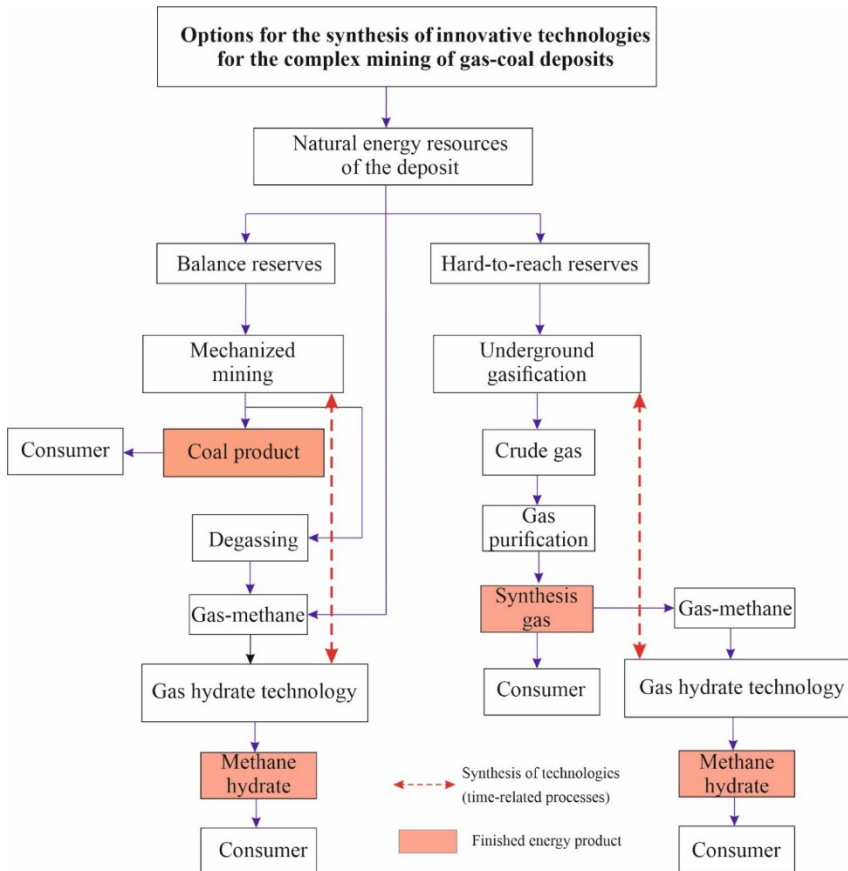 Options for the synthesis of innovative technologies
for the complex mining of gas-coal deposits
Natural energy resources
of the deposit
Balance reserves
Hard-to-reach reserves
Mechanized
mining
Underground
gasification
Consumer
Coal product
Crude gas
Degassing
Gas
purification
Gas-methane
Synthesis
gas
Gas-methane
Gas hydrate technology
Consumer
Gas hydrate technology
Methane
hydrate
Synthesis of technologies
(time-related processes)
Methane
hydrate
Finished energy product
Consumer
Consumer